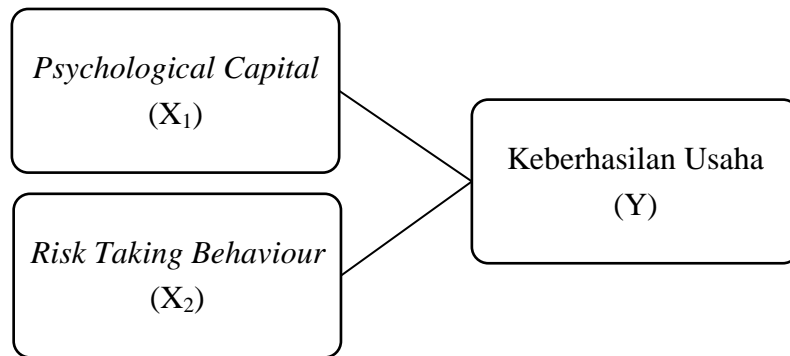 Psychological Capital
(X₁)
Keberhasilan Usaha
(Y)
Risk Taking Behaviour
(X₂)